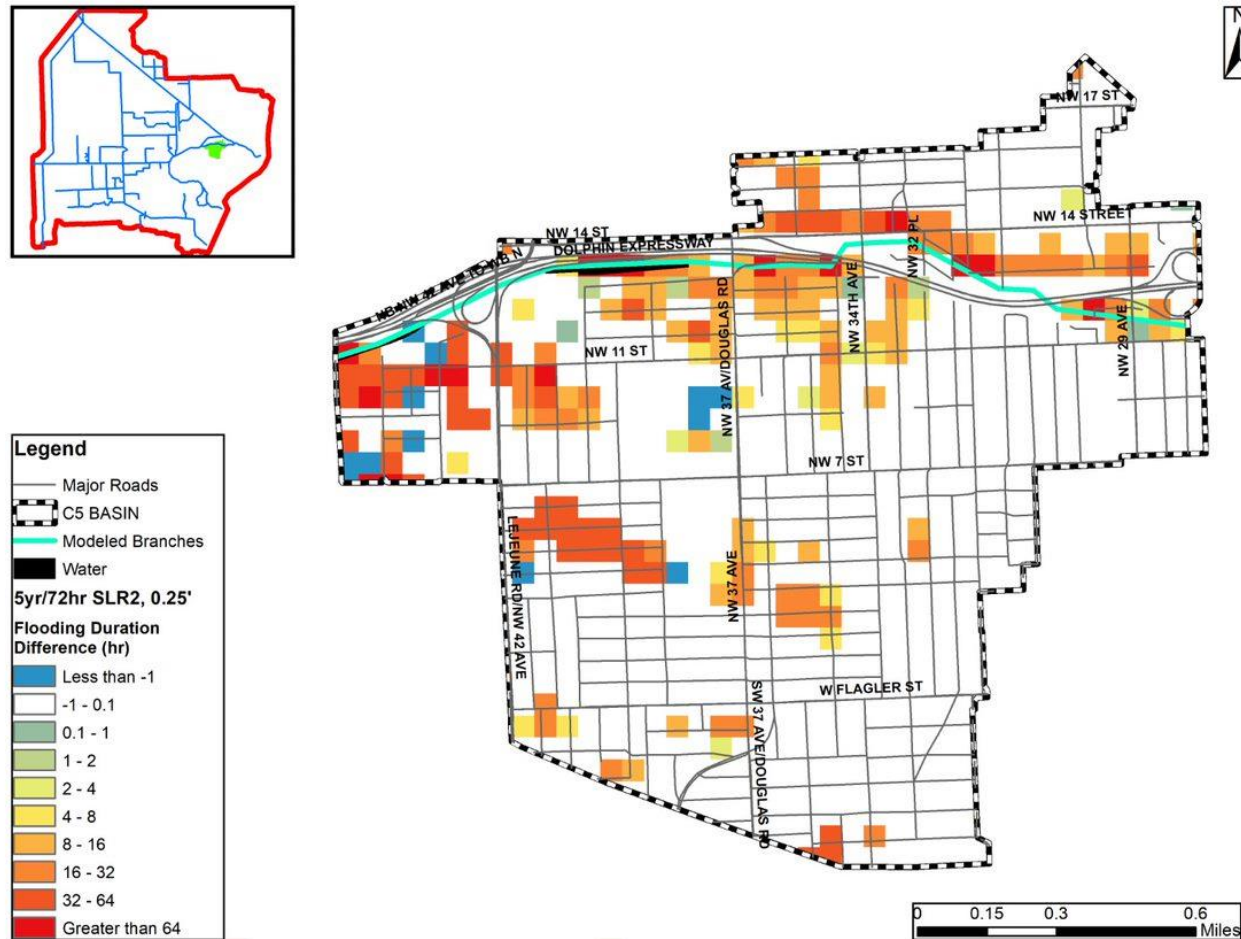 N
NW 17 ST
NW 14 STREET
NW 14 ST
DOLPHIN EXPRESSWAY
NW 32 PL
NW 34TH AVE
NW 37 AV/DOUGLAS RD
NW 29 AVE
NW 11 ST
NW 7 ST
LEJEUNE RD/NW 42 AVE
NW 37 AVE
W FLAGLER ST
SW 37 AVE/DOUGLAS RD
Legend
Major Roads
C5 BASIN
Modeled Branches
Water
5yr/72hr SLR2, 0.25'
Flooding Duration
Difference (hr)
Less than -1
-1 - 0.1
0.1 - 1
1 - 2
2 - 4
4 - 8
8 - 16
16 - 32
32 - 64
Greater than 64
0 0.15 0.3 0.6
Miles